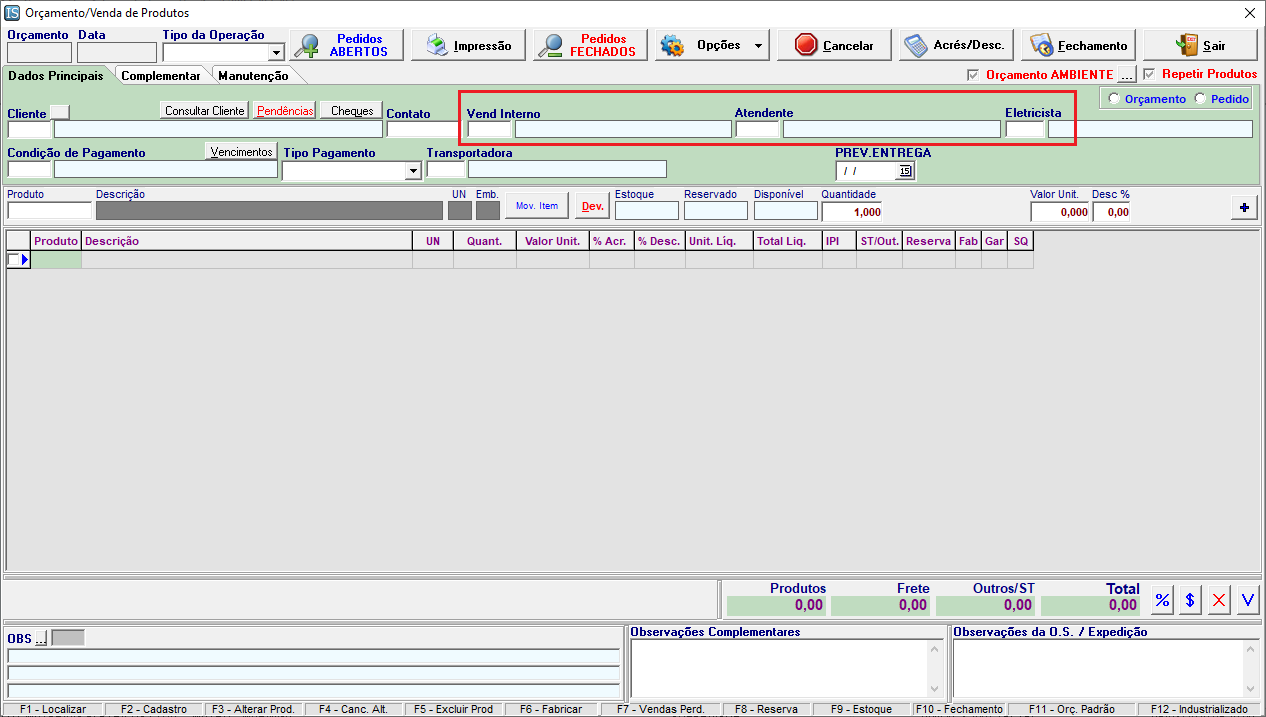 IS Orçamento/Venda de Produtos
Orçamento Data Tipo da Operação
Pedidos ABERTOS
Impressão
Pedidos FECHADOS
Opções
Cancelar
Acrés/Desc.
Fechamento
Sair
Dados Principais Complementar Manutenção
Orçamento AMBIENTE ... Repetir Produtos
Orçamento Pedido
Cliente Consultar Cliente Pendências Cheques Contato Vend Interno Atendente Eletricista
Condição de Pagamento Vencimentos Tipo Pagamento Transportadora PREV.ENTREGA
/ / 15
Produto Descrição UN Emb. Mov. Item Dev. Estoque Reservado Disponível Quantidade Valor Unit. Desc %
1,000 0,000 0,00 +
Produto Descrição UN Quant. Valor Unit. % Acr. % Desc. Unit. Líq. Total Liq. IPI ST/Out. Reserva Fab Gar SQ
Produtos Frete Outros/ST Total
0,00 0,00 0,00 0,00 % $ X V
OBS ... Observações Complementares Observações da O.S. / Expedição
F1 - Localizar F2 - Cadastro F3 - Alterar Prod. F4 - Canc. Alt. F5 - Excluir Prod F6 - Fabricar F7 - Vendas Perd. F8 - Reserva F9 - Estoque F10 - Fechamento F11 - Orç. Padrão F12 - Industrializado